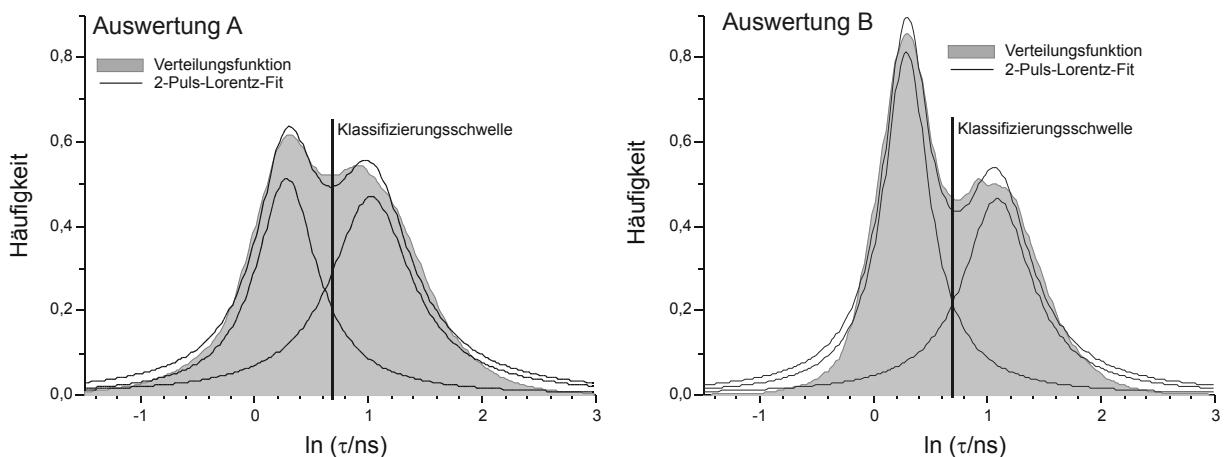 Auswertung A
Verteilungsfunktion
2-Puls-Lorentz-Fit
Klassifizierungsschwelle
Häufigkeit
0,8
0,6
0,4
0,2
0,0
-1
0
1
2
3
ln (τ/ns)
Auswertung B
Verteilungsfunktion
2-Puls-Lorentz-Fit
Klassifizierungsschwelle
Häufigkeit
0,8
0,6
0,4
0,2
0,0
-1
0
1
2
3
ln (τ/ns)